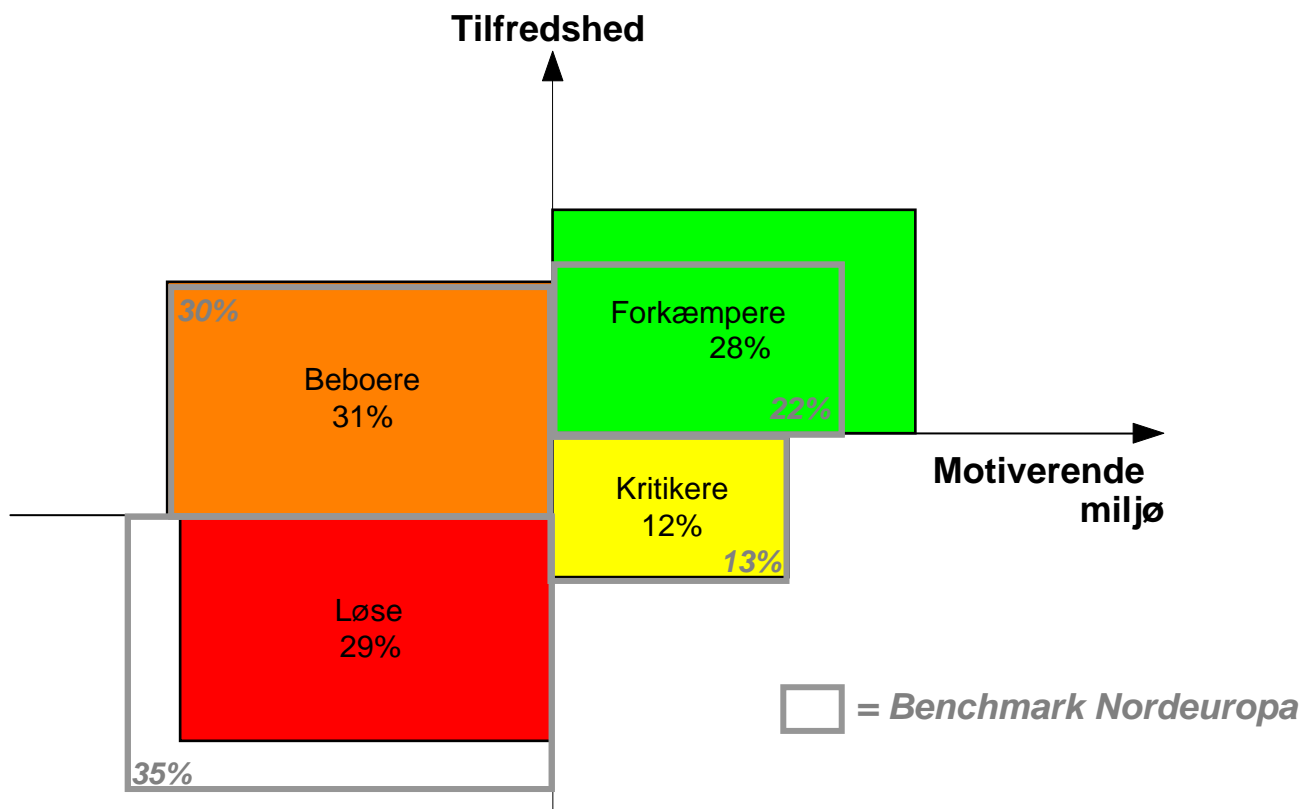 Tilfredshed
30%
Forkæmpere
28%
Beboere
31%
22%
Motiverende
miljø
Kritikere
12%
13%
Løse
29%
= Benchmark Nordeuropa
35%